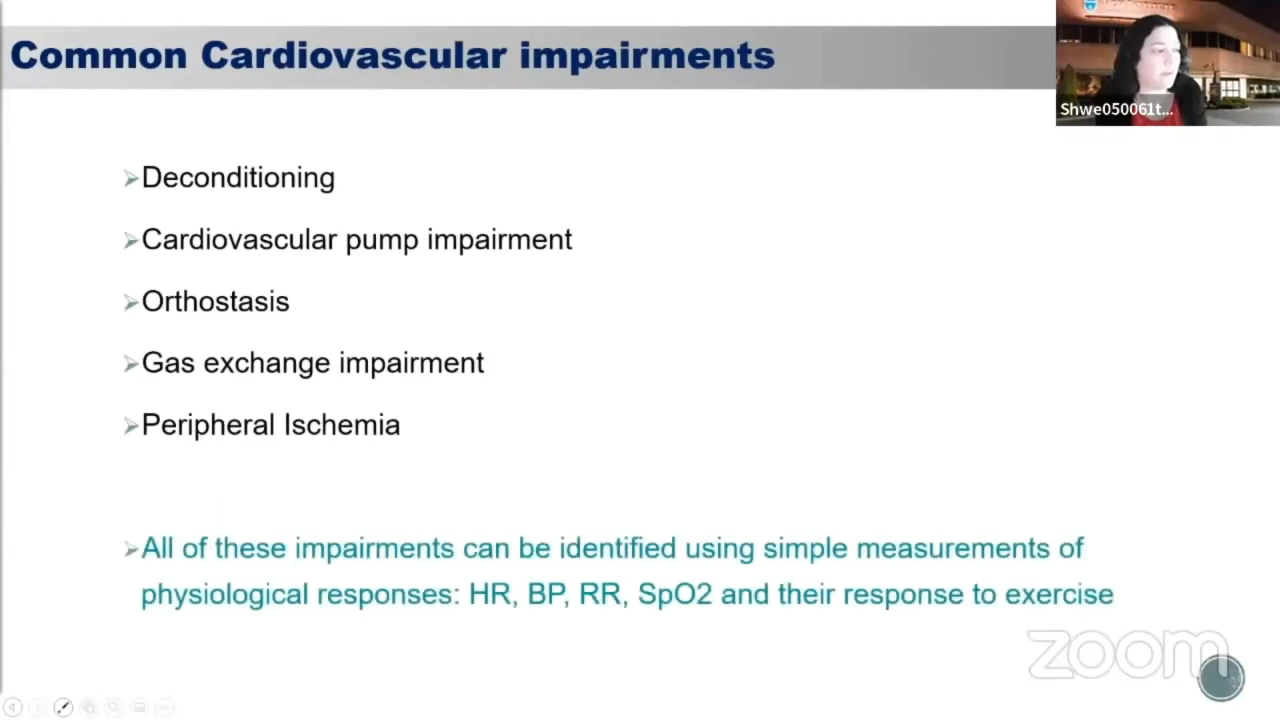 Common Cardiovascular impairments
Shwe050061t...
Deconditioning
Cardiovascular pump impairment
Orthostasis
Gas exchange impairment
Peripheral Ischemia
All of these impairments can be identified using simple measurements of
physiological responses: HR, BP, RR, SpO2 and their response to exercise
zoom